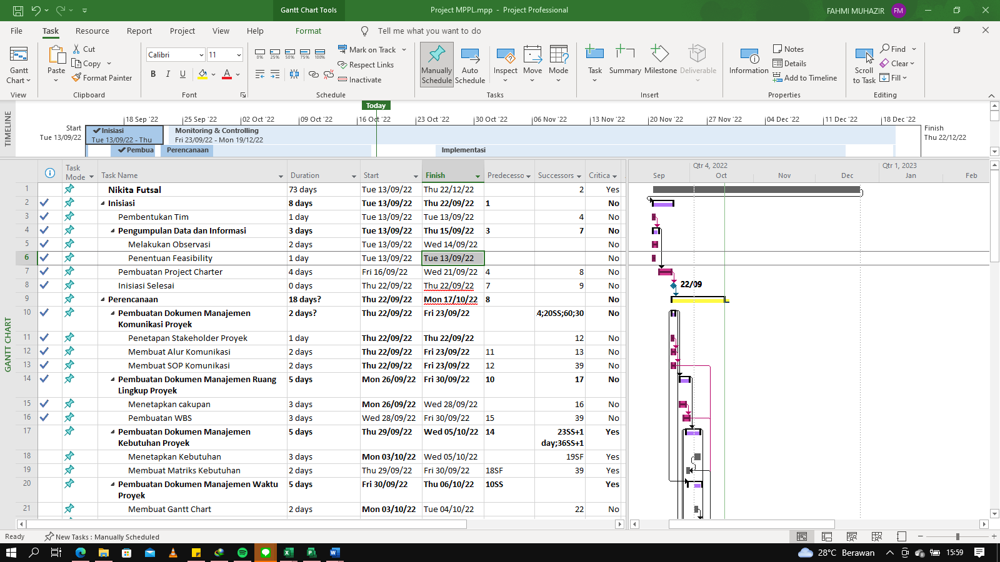 Gantt Chart Tools
Project MPPL.mpp - Project Professional
FAHMI MUHAZIR FM
File Task Resource Report Project View Help Format Tell me what you want to do
Gantt Chart
View
Paste
Cut
Copy
Format Painter
Clipboard
Calibri 11
B I U A
Font
0% 25% 50% 75% 100%
Mark on Track
Respect Links
Inactivate
Schedule
Manually Schedule
Auto Schedule
Inspect
Move
Mode
Tasks
Task
Summary
Milestone
Deliverable
Insert
Information
Notes
Details
Add to Timeline
Properties
Scroll to Task
Find
Clear
Fill
Editing
TIMELINE
Today
18 Sep '22 25 Sep '22 02 Oct '22 09 Oct '22 16 Oct '22 23 Oct '22 30 Oct '22 06 Nov '22 13 Nov '22 20 Nov '22 27 Nov '22 04 Dec '22 11 Dec '22 18 Dec '22
Start
Tue 13/09/22
Inisiasi
Tue 13/09/22 - Thu
Monitoring & Controlling
Fri 23/09/22 - Mon 19/12/22
Finish
Thu 22/12/22
Pembua Perencanaan Implementasi
GANTT CHART
Task Mode Task Name Duration Start Finish Predecesso Successors Critica
Qtr 4, 2022 Qtr 1, 2023
Sep Oct Nov Dec Jan Feb
1 Nikita Futsal 73 days Tue 13/09/22 Thu 22/12/22 2 Yes
2 Inisiasi 8 days Tue 13/09/22 Thu 22/09/22 1 No
3 Pembentukan Tim 1 day Tue 13/09/22 Tue 13/09/22 4 No
4 Pengumpulan Data dan Informasi 3 days Tue 13/09/22 Thu 15/09/22 3 7 No
5 Melakukan Observasi 2 days Tue 13/09/22 Wed 14/09/22 No
6 Penentuan Feasibility 1 day Tue 13/09/22 Tue 13/09/22 No
7 Pembuatan Project Charter 4 days Fri 16/09/22 Wed 21/09/22 4 8 No
8 Inisiasi Selesai 0 days Thu 22/09/22 Thu 22/09/22 7 9 No
22/09
9 Perencanaan 18 days? Thu 22/09/22 Mon 17/10/22 8 No
10 Pembuatan Dokumen Manajemen Komunikasi Proyek 2 days? Thu 22/09/22 Fri 23/09/22 4;20SS;60;30 No
11 Penetapan Stakeholder Proyek 1 day Thu 22/09/22 Thu 22/09/22 12 No
12 Membuat Alur Komunikasi 2 days Thu 22/09/22 Fri 23/09/22 11 13 No
13 Membuat SOP Komunikasi 2 days Thu 22/09/22 Fri 23/09/22 12 39 No
14 Pembuatan Dokumen Manajemen Ruang Lingkup Proyek 5 days Mon 26/09/22 Fri 30/09/22 10 17 No
15 Menetapkan cakupan 3 days Mon 26/09/22 Wed 28/09/22 16 No
16 Pembuatan WBS 3 days Wed 28/09/22 Fri 30/09/22 15 39 No
17 Pembuatan Dokumen Manajemen Kebutuhan Proyek 5 days Thu 29/09/22 Wed 05/10/22 14 23SS+1 day;36SS+1 Yes
18 Menetapkan Kebutuhan 3 days Mon 03/10/22 Wed 05/10/22 19SF Yes
19 Membuat Matriks Kebutuhan 2 days Thu 29/09/22 Fri 30/09/22 18SF 39 Yes
20 Pembuatan Dokumen Manajemen Waktu Proyek 5 days Fri 30/09/22 Thu 06/10/22 10SS Yes
21 Membuat Gantt Chart 2 days Mon 03/10/22 Tue 04/10/22 22 No
Ready New Tasks : Manually Scheduled
28°C Berawan 15:59